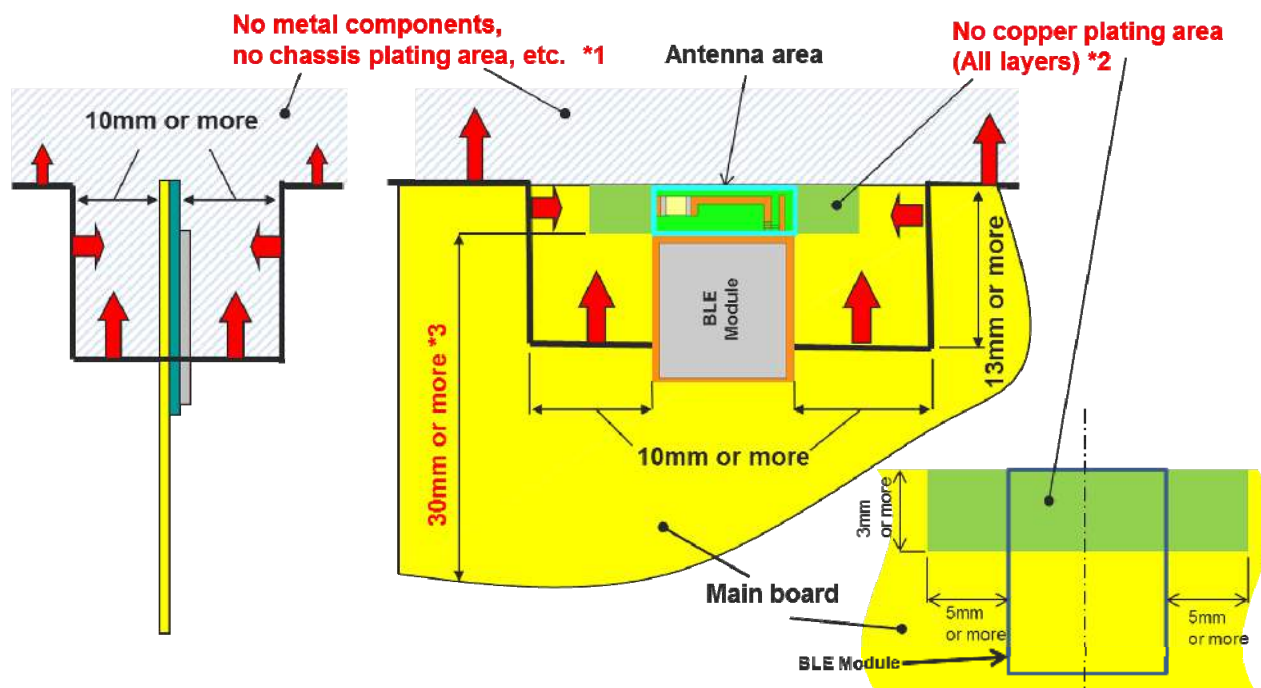 No metal components,
no chassis plating area, etc. *1
Antenna area
No copper plating area
(All layers) *2
10mm or more
BLE
Module
13mm or more
30mm or more *3
10mm or more
3mm
or more
Main board
5mm
or more
5mm
or more
BLE Module